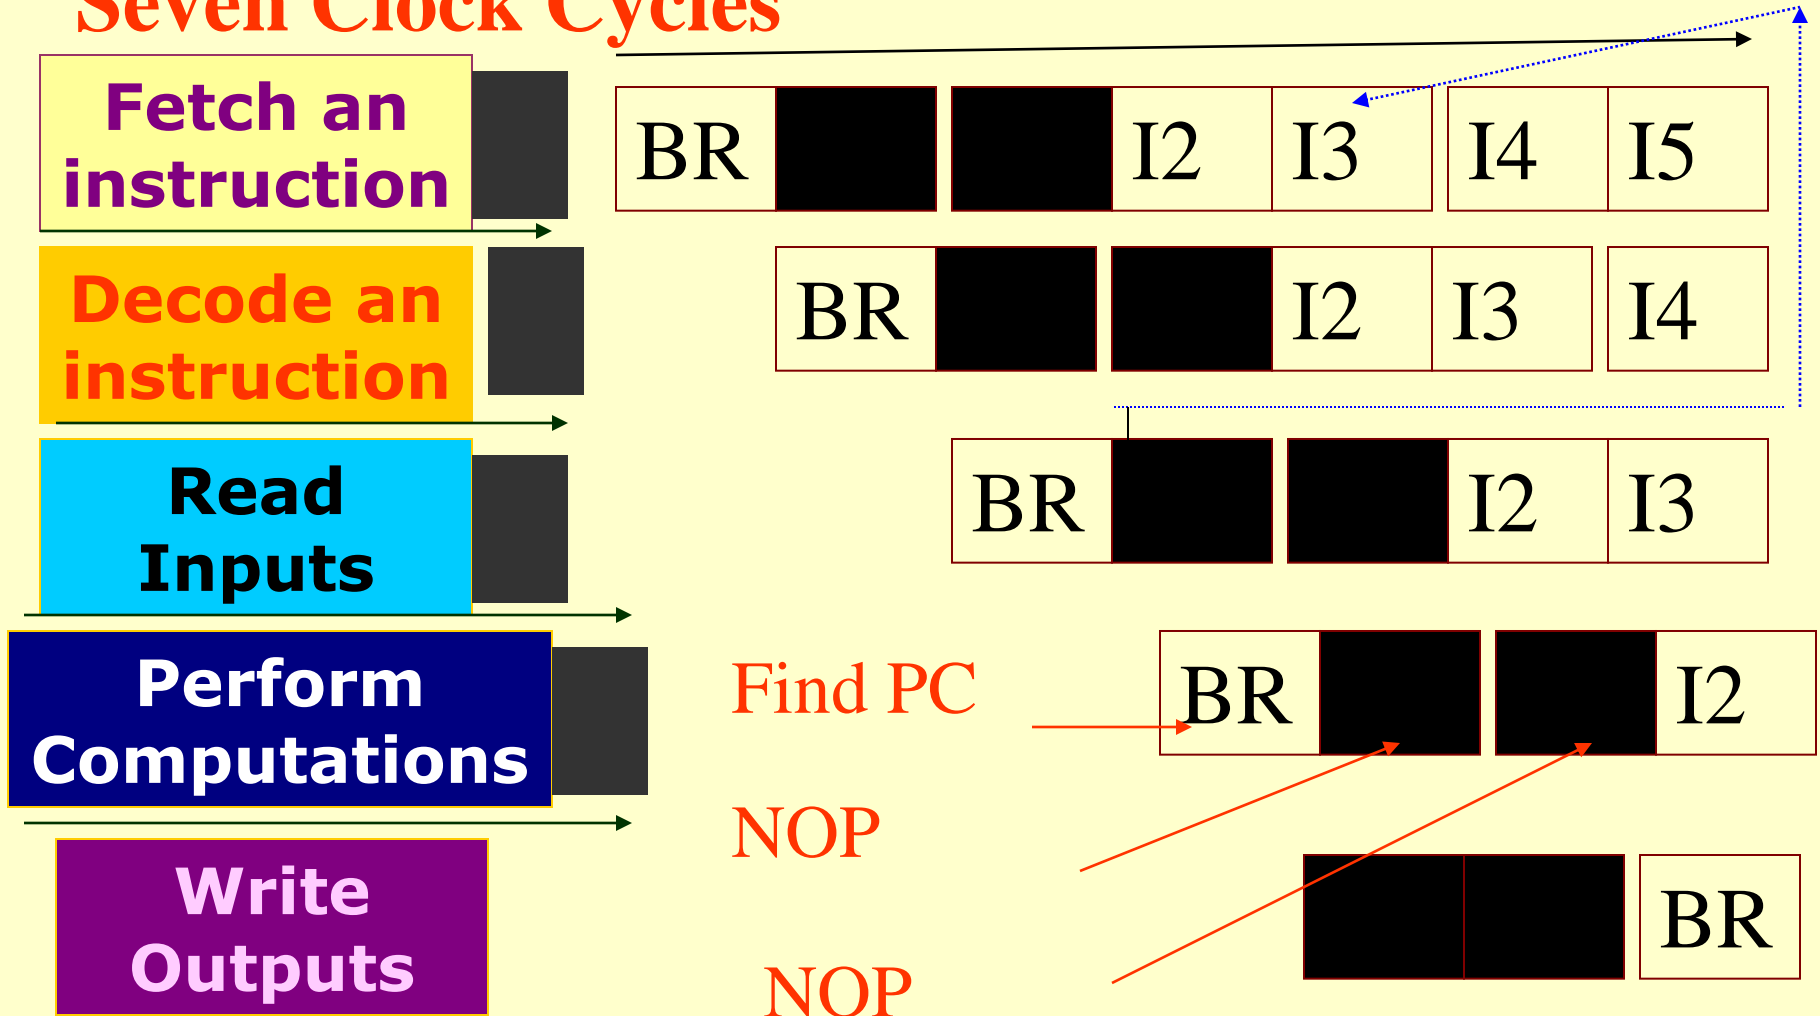 Seven Clock Cycles
Fetch an
instruction
BR I2 I3 I4 I5
Decode an
instruction
BR I2 I3 I4
Read
Inputs
BR I2 I3
Perform
Computations
Find PC
BR I2
NOP
Write
Outputs
BR
NOP